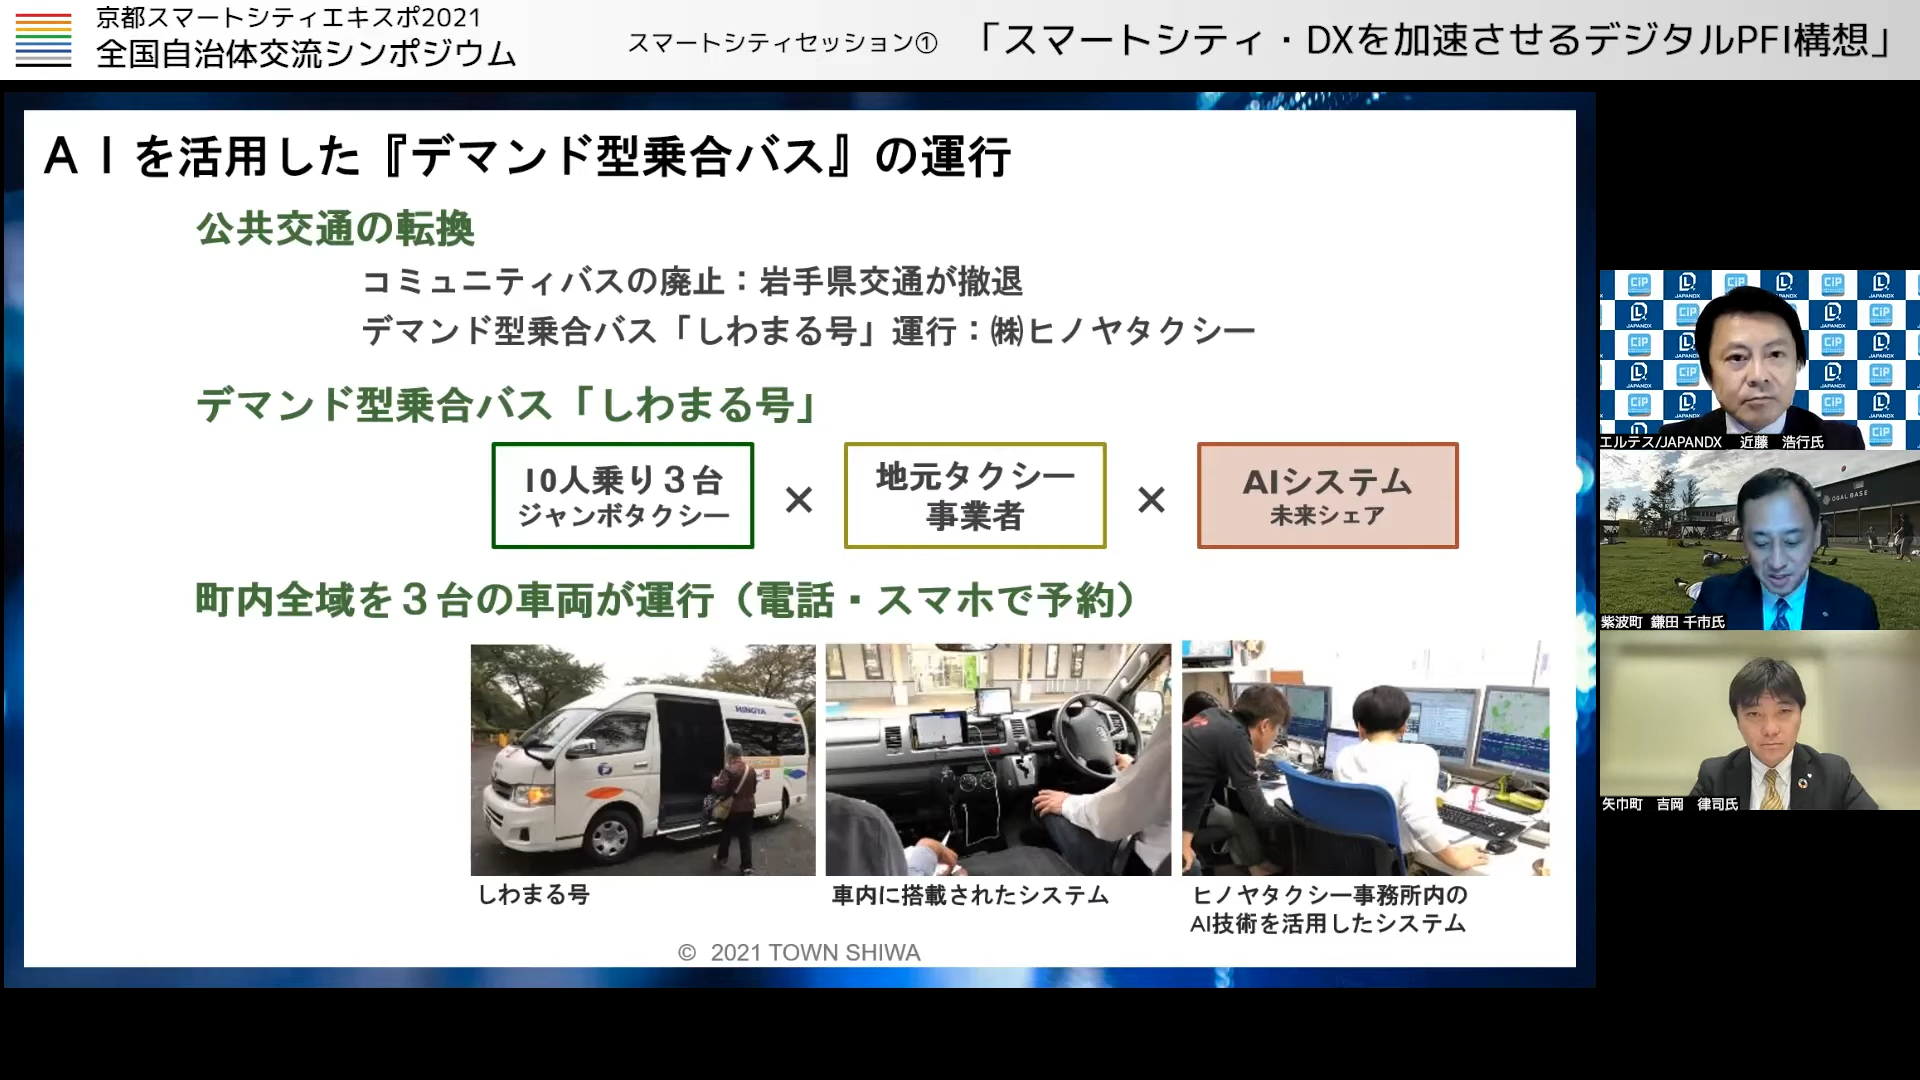 京都スマートシティエキスポ2021
全国自治体交流シンポジウム
スマートシティセッション① 「スマートシティ・DXを加速させるデジタルPFI構想」
ＡＩを活用した『デマンド型乗合バス』の運行
公共交通の転換
コミュニティバスの廃止：岩手県交通が撤退
デマンド型乗合バス「しわまる号」運行：㈱ヒノヤタクシー
デマンド型乗合バス「しわまる号」
10人乗り３台
ジャンボタクシー
×
地元タクシー
事業者
×
AIシステム
未来シェア
町内全域を３台の車両が運行（電話・スマホで予約）
HINOYA
しわまる号
車内に搭載されたシステム
ヒノヤタクシー事務所内の
AI技術を活用したシステム
© 2021 TOWN SHIWA
CiP
JAPANDX
エルテス/JAPANDX 近藤 浩行氏
OGAL BASE
紫波町 鎌田 千市氏
矢巾町 吉岡 律司氏